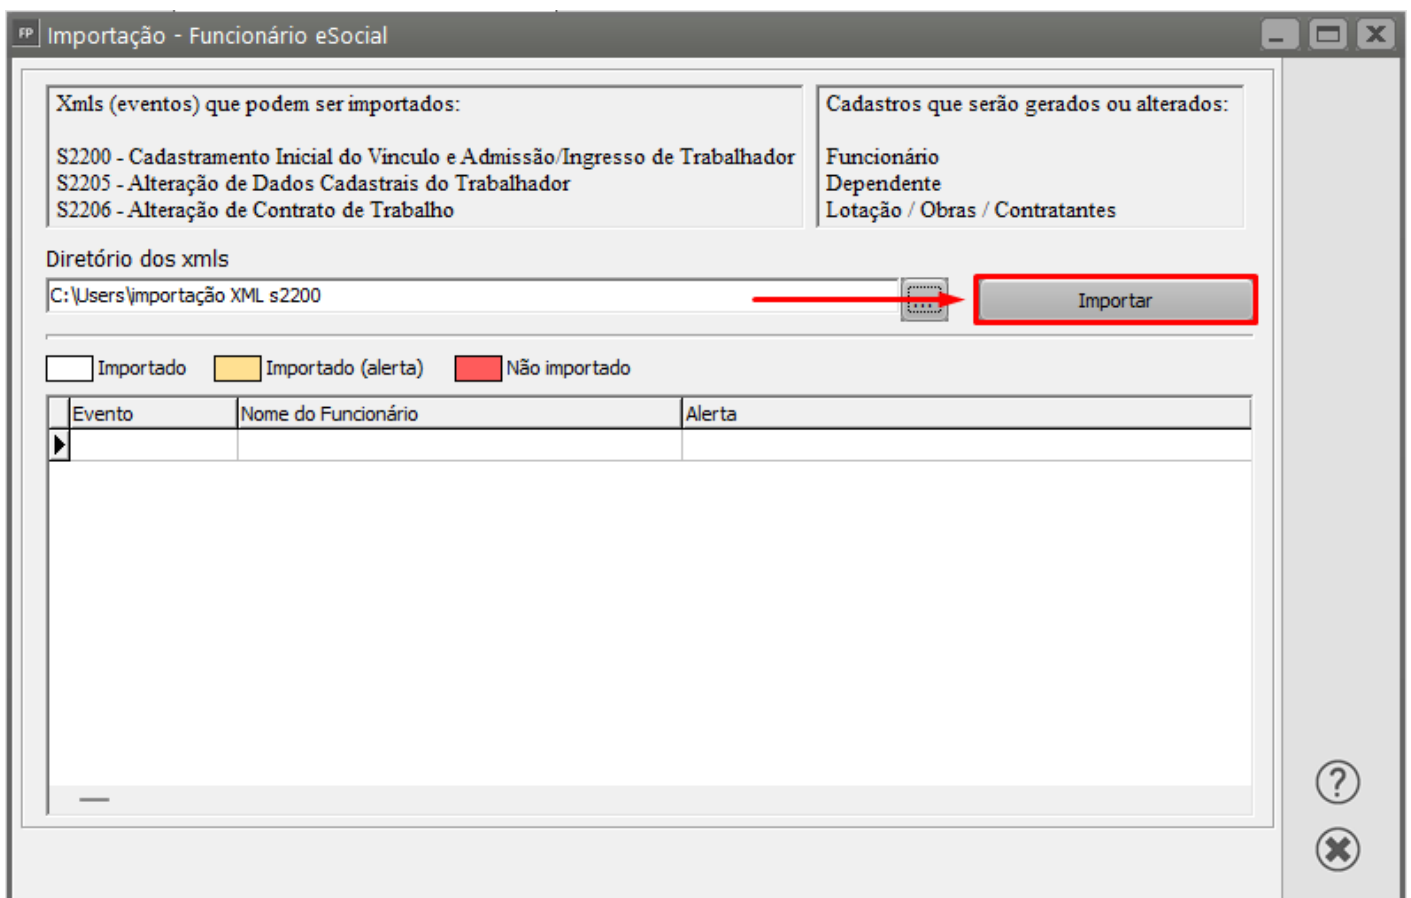 FP Importação - Funcionário eSocial
Xmls (eventos) que podem ser importados:
S2200 - Cadastramento Inicial do Vinculo e Admissão/Ingresso de Trabalhador
S2205 - Alteração de Dados Cadastrais do Trabalhador
S2206 - Alteração de Contrato de Trabalho
Cadastros que serão gerados ou alterados:
Funcionário
Dependente
Lotação / Obras / Contratantes
Diretório dos xmls
C:\Users\importação XML s2200
...
Importar
Importado
Importado (alerta)
Não importado
Evento
Nome do Funcionário
Alerta
?